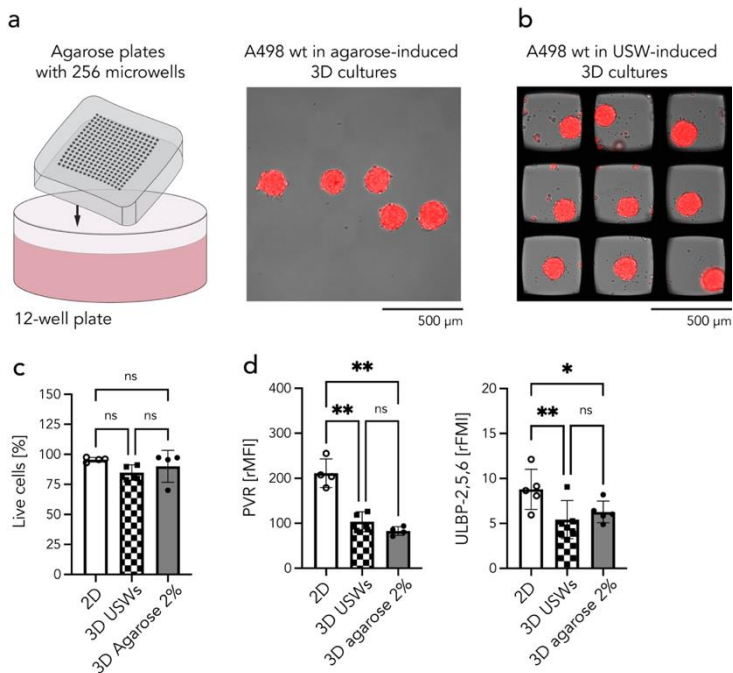 a
Agarose plates
with 256 microwells
12-well plate
A498 wt in agarose-induced
3D cultures
500 µm
b
A498 wt in USW-induced
3D cultures
500 µm
c
Live cells [%]
150
125
100
75
50
25
0
ns
ns
ns
2D
3D USWs
3D Agarose 2%
d
PVR [rMFI]
400
300
200
100
0
**
**
ns
2D
3D USWs
3D agarose 2%
ULBP-2,5,6 [rFMI]
20
15
10
5
0
*
**
ns
2D
3D USWs
3D agarose 2%